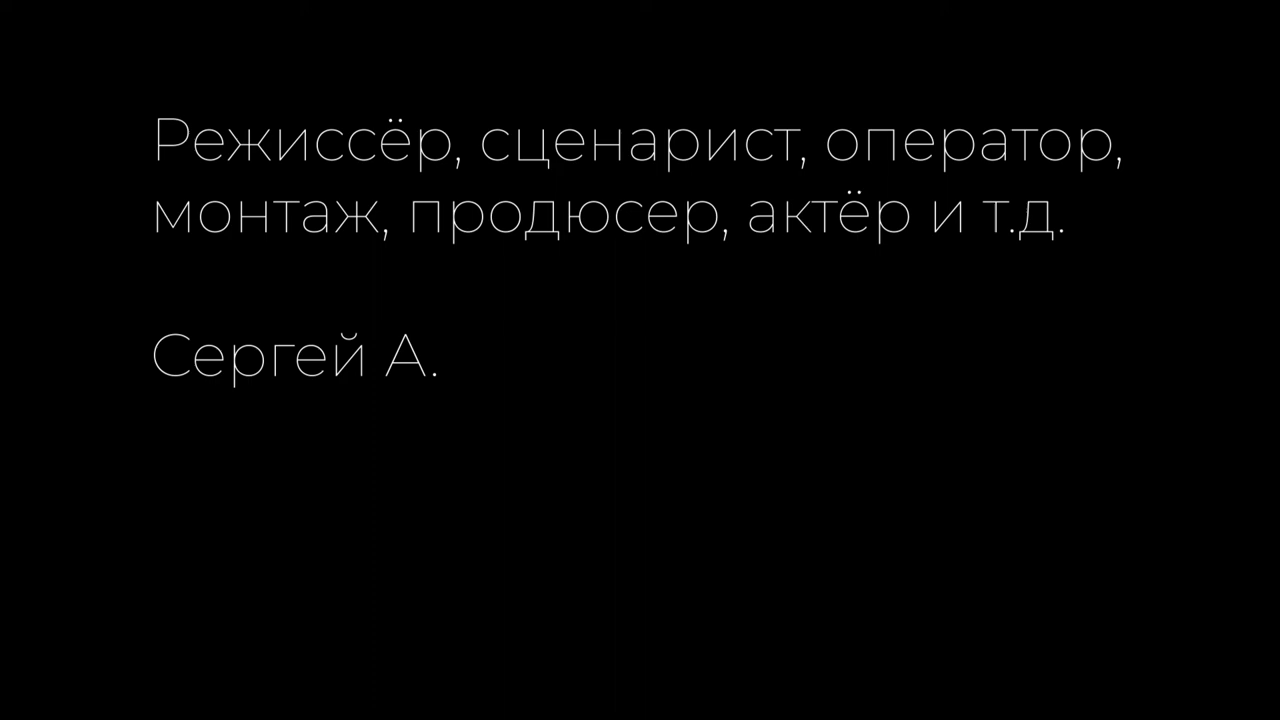 Режиссёр, сценарист, оператор,
монтаж, продюсер, актёр и т.д.
Сергей А.